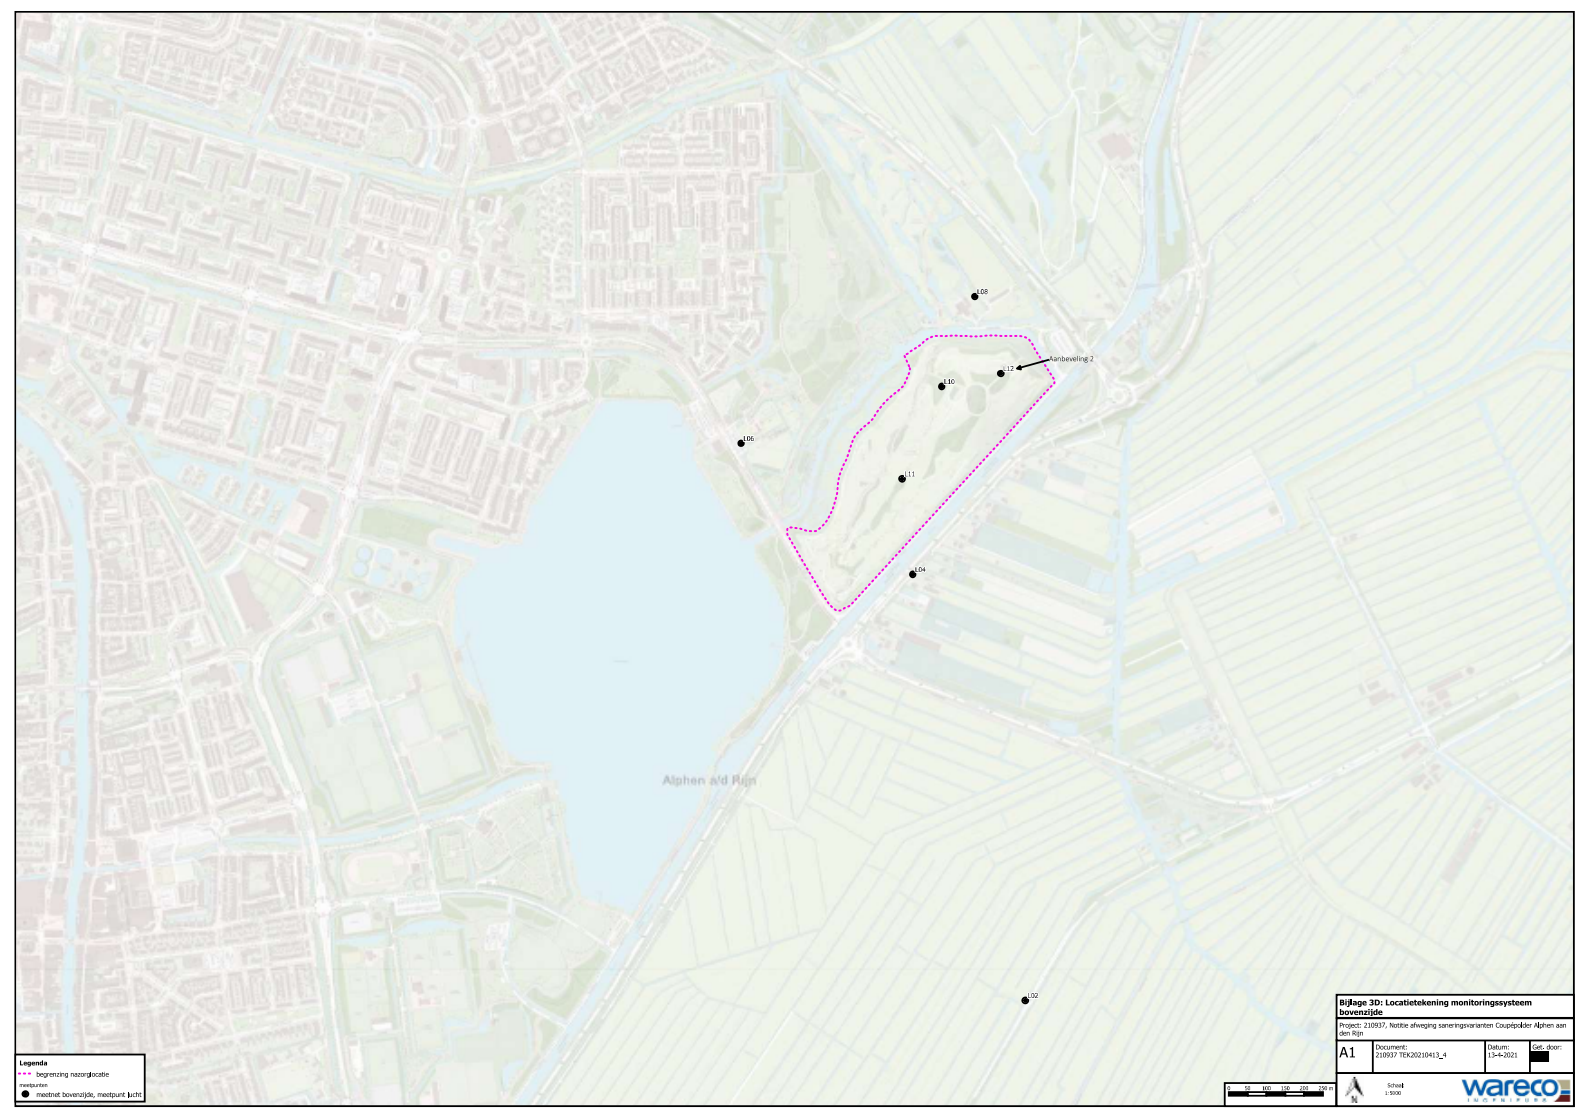 L08
Aanbeveling 2
L12
L10
L06
L11
L04
Alphen a/d Rijn
L02
Legenda
begrenzing nazorglocatie
meetpunten
meetnet bovenzijde, meetpunt lucht
0 50 100 150 200 250 m
Bijlage 3D: Locatietekening monitoringssysteem
bovenzijde
Project: 210937, Notitie afweging saneringsvarianten Coupépolder Alphen aan
den Rijn
A1
Document:
210937 TEK20210413_4
Datum:
13-4-2021
Get. door:
N
Schaal
1:5000
wareco
INGENIEURS